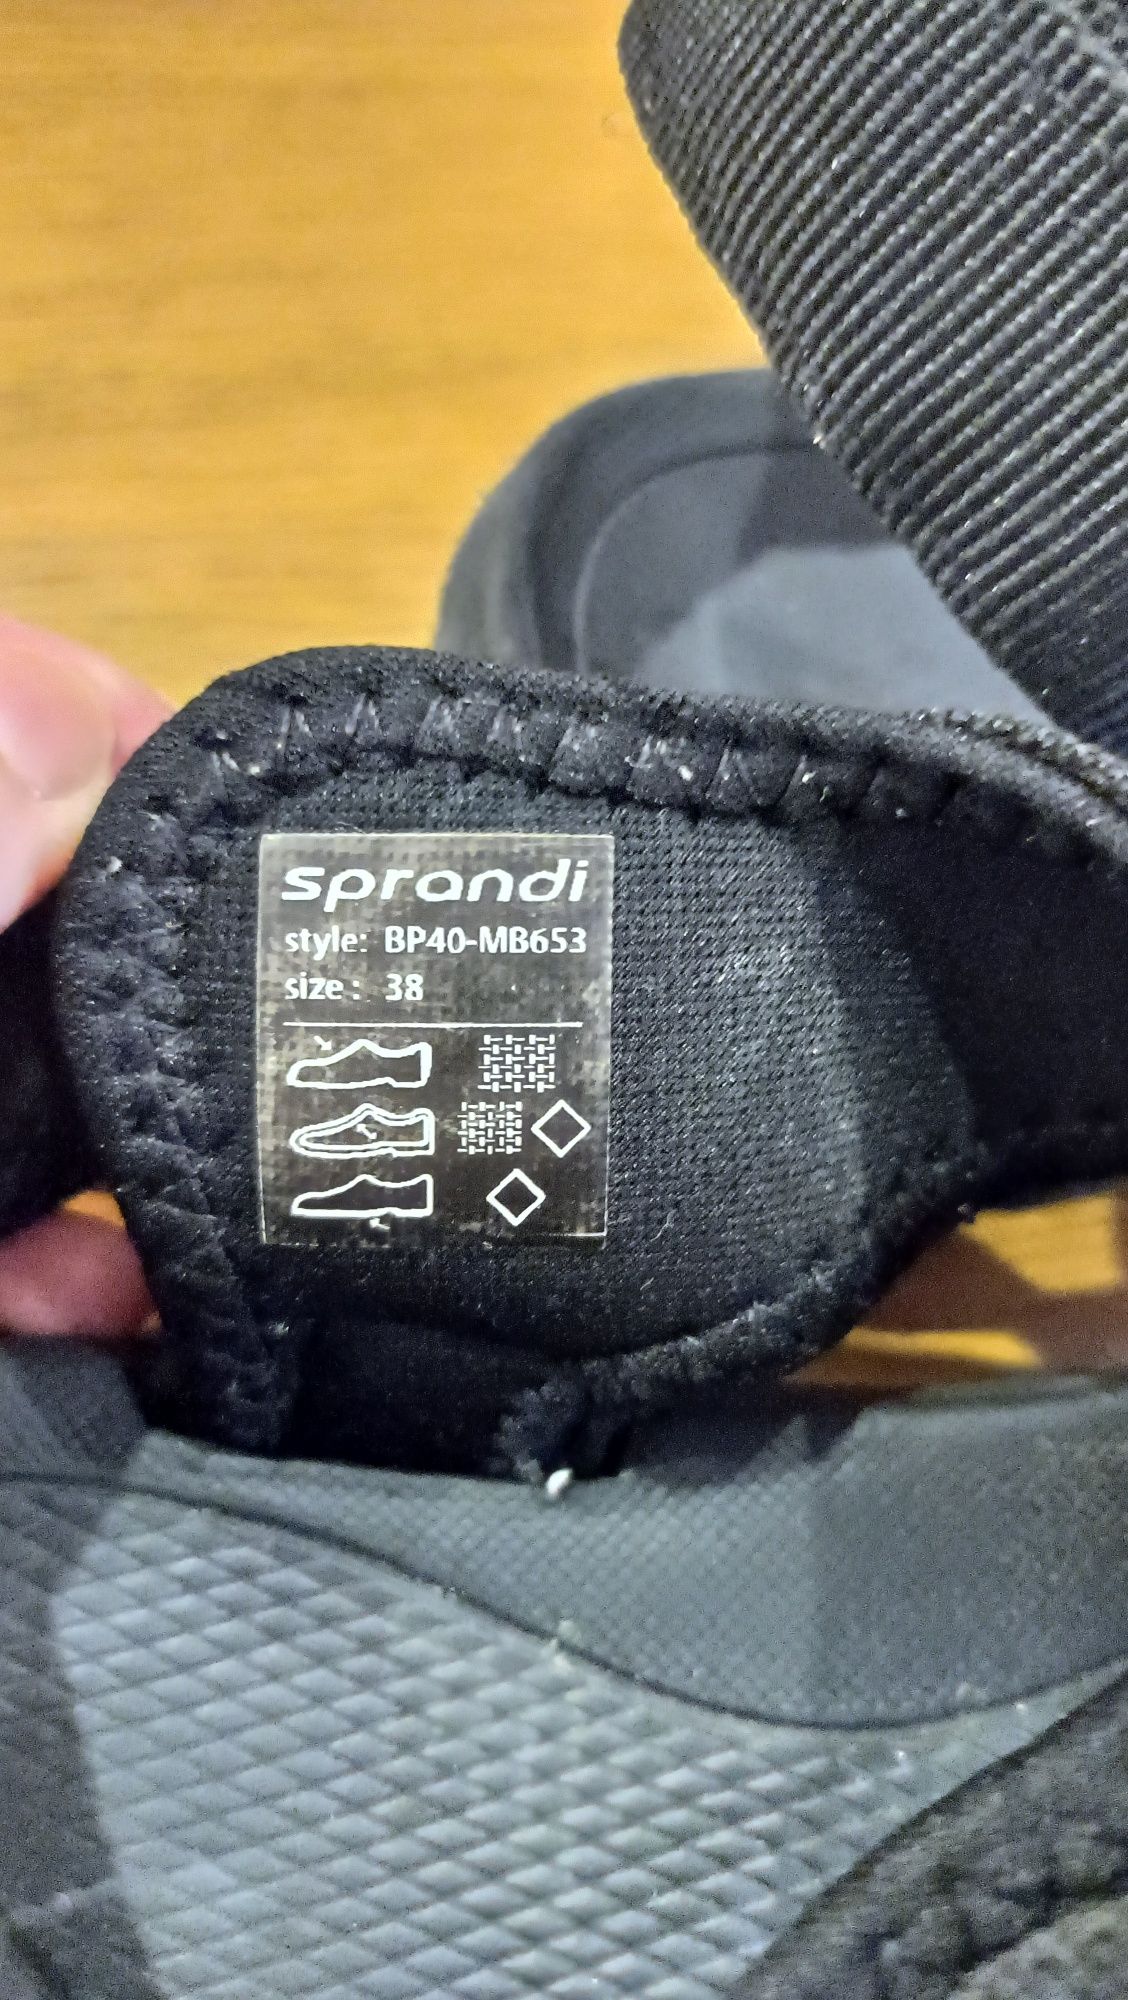 sprandi
style: BP40-MB653
size: 38